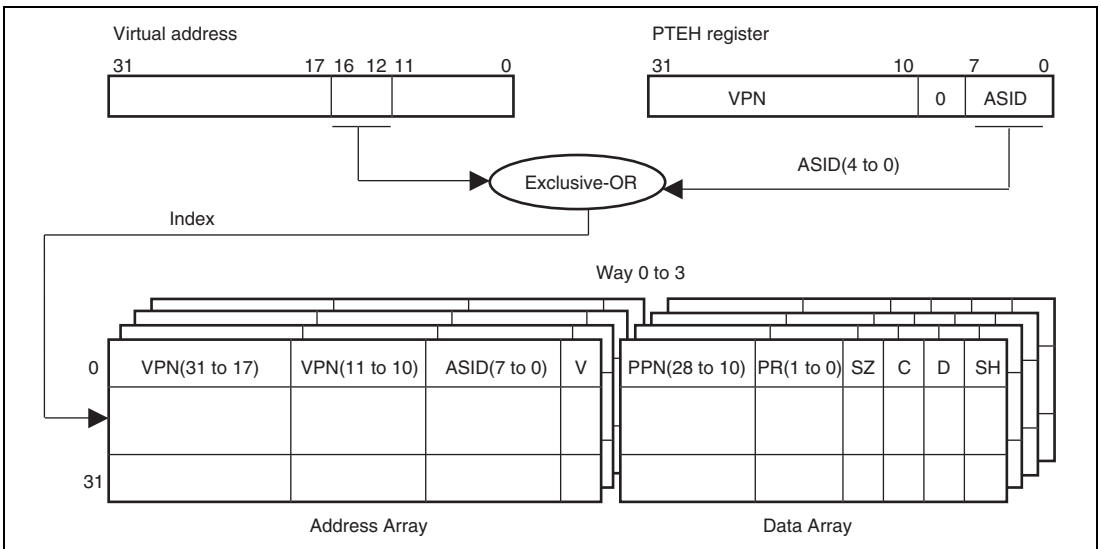 Virtual address
PTEH register
31 17 16 12 11 0
31 10 7 0
VPN 0 ASID
ASID(4 to 0)
Exclusive-OR
Index
Way 0 to 3
0 VPN(31 to 17) VPN(11 to 10) ASID(7 to 0) V PPN(28 to 10) PR(1 to 0) SZ C D SH
31
Address Array
Data Array